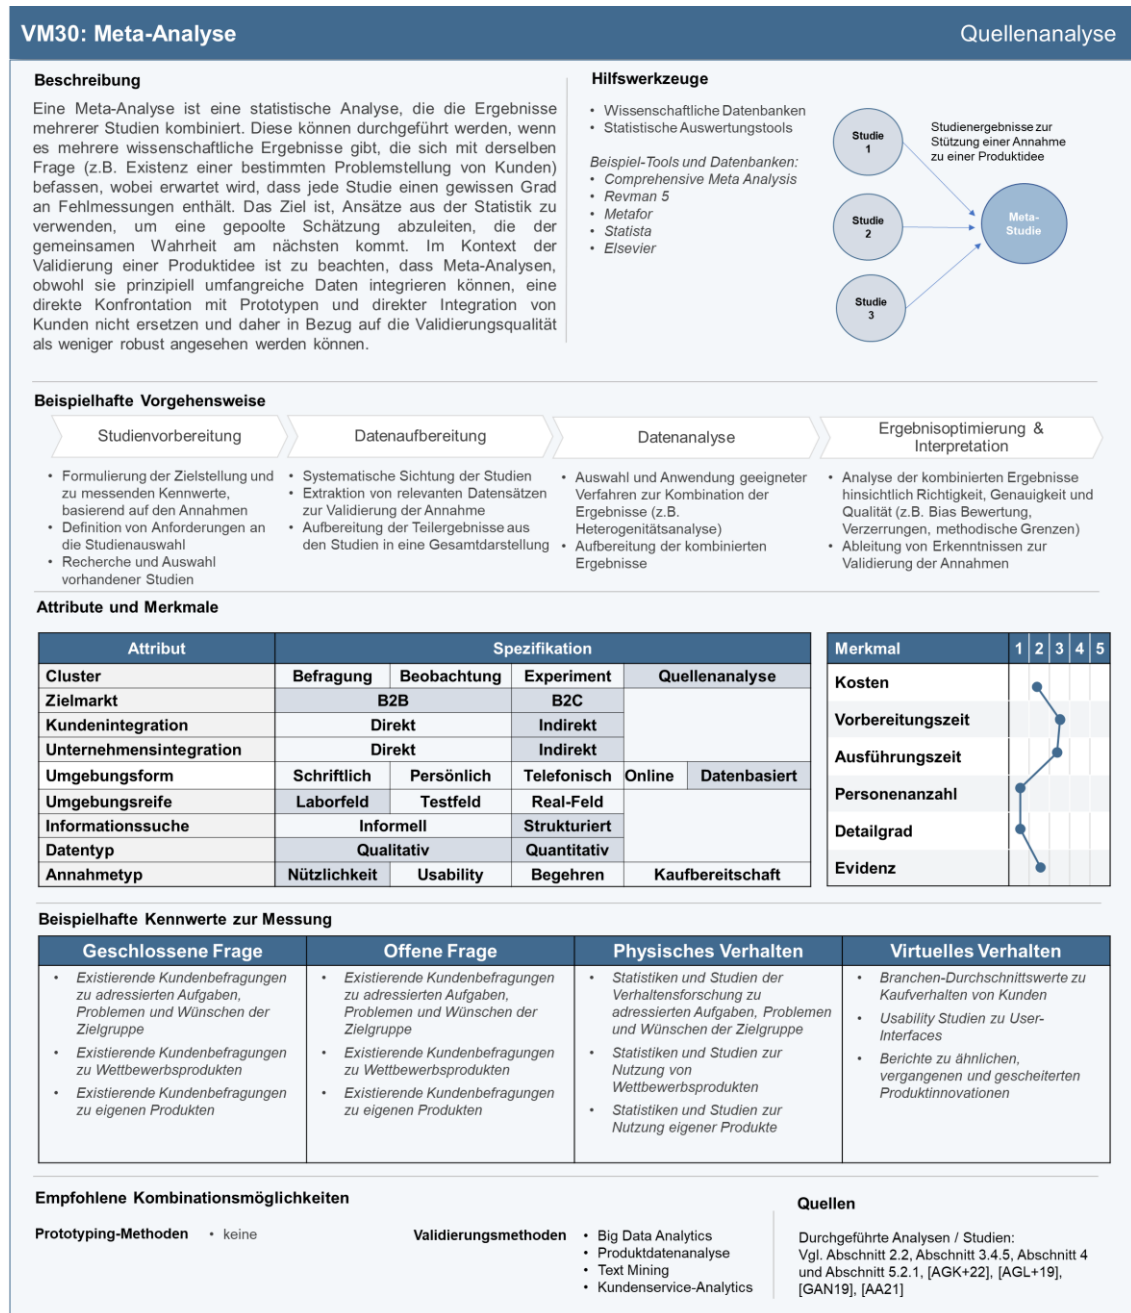 VM30: Meta-Analyse
Quellenanalyse
Beschreibung
Eine Meta-Analyse ist eine statistische Analyse, die die Ergebnisse
mehrerer Studien kombiniert. Diese können durchgeführt werden, wenn
es mehrere wissenschaftliche Ergebnisse gibt, die sich mit derselben
Frage (z.B. Existenz einer bestimmten Problemstellung von Kunden)
befassen, wobei erwartet wird, dass jede Studie einen gewissen Grad
an Fehlmessungen enthält. Das Ziel ist, Ansätze aus der Statistik zu
verwenden, um eine gepoolte Schätzung abzuleiten, die der
gemeinsamen Wahrheit am nächsten kommt. Im Kontext der
Validierung einer Produktidee ist zu beachten, dass Meta-Analysen,
obwohl sie prinzipiell umfangreiche Daten integrieren können, eine
direkte Konfrontation mit Prototypen und direkter Integration von
Kunden nicht ersetzen und daher in Bezug auf die Validierungsqualität
als weniger robust angesehen werden können.
Hilfswerkzeuge
• Wissenschaftliche Datenbanken
• Statistische Auswertungstools
Beispiel-Tools und Datenbanken:
• Comprehensive Meta Analysis
• Revman 5
• Metafor
• Statista
• Elsevier
Studie
1
Studie
2
Studie
3
Studienergebnisse zur
Stützung einer Annahme
zu einer Produktidee
Meta-
Studie
Beispielhafte Vorgehensweise
Studienvorbereitung
• Formulierung der Zielstellung und
zu messenden Kennwerte,
basierend auf den Annahmen
• Definition von Anforderungen an
die Studienauswahl
• Recherche und Auswahl
vorhandener Studien
Datenaufbereitung
• Systematische Sichtung der Studien
• Extraktion von relevanten Datensätzen
zur Validierung der Annahme
• Aufbereitung der Teilergebnisse aus
den Studien in eine Gesamtdarstellung
Datenanalyse
• Auswahl und Anwendung geeigneter
Verfahren zur Kombination der
Ergebnisse (z.B.
Heterogenitätsanalyse)
• Aufbereitung der kombinierten
Ergebnisse
Ergebnisoptimierung &
Interpretation
• Analyse der kombinierten Ergebnisse
hinsichtlich Richtigkeit, Genauigkeit und
Qualität (z.B. Bias Bewertung,
Verzerrungen, methodische Grenzen)
• Ableitung von Erkenntnissen zur
Validierung der Annahmen
Attribute und Merkmale
Attribut Spezifikation
Cluster Befragung Beobachtung Experiment Quellenanalyse
Zielmarkt B2B B2C
Kundenintegration Direkt Indirekt
Unternehmensintegration Direkt Indirekt
Umgebungsform Schriftlich Persönlich Telefonisch Online Datenbasiert
Umgebungsreife Laborfeld Testfeld Real-Feld
Informationssuche Informell Strukturiert
Datentyp Qualitativ Quantitativ
Annahmetyp Nützlichkeit Usability Begehren Kaufbereitschaft
Merkmal 1 2 3 4 5
Kosten
Vorbereitungszeit
Ausführungszeit
Personenanzahl
Detailgrad
Evidenz
Beispielhafte Kennwerte zur Messung
Geschlossene Frage
• Existierende Kundenbefragungen
zu adressierten Aufgaben,
Problemen und Wünschen der
Zielgruppe
• Existierende Kundenbefragungen
zu Wettbewerbsprodukten
• Existierende Kundenbefragungen
zu eigenen Produkten
Offene Frage
• Existierende Kundenbefragungen
zu adressierten Aufgaben,
Problemen und Wünschen der
Zielgruppe
• Existierende Kundenbefragungen
zu Wettbewerbsprodukten
• Existierende Kundenbefragungen
zu eigenen Produkten
Physisches Verhalten
• Statistiken und Studien der
Verhaltensforschung zu
adressierten Aufgaben, Problemen
und Wünschen der Zielgruppe
• Statistiken und Studien zur
Nutzung von
Wettbewerbsprodukten
• Statistiken und Studien zur
Nutzung eigener Produkte
Virtuelles Verhalten
• Branchen-Durchschnittswerte zu
Kaufverhalten von Kunden
• Usability Studien zu User-
Interfaces
• Berichte zu ähnlichen,
vergangenen und gescheiterten
Produktinnovationen
Empfohlene Kombinationsmöglichkeiten
Prototyping-Methoden • keine
Validierungsmethoden • Big Data Analytics
• Produktdatenanalyse
• Text Mining
• Kundenservice-Analytics
Quellen
Durchgeführte Analysen / Studien:
Vgl. Abschnitt 2.2, Abschnitt 3.4.5, Abschnitt 4
und Abschnitt 5.2.1, [AGK+22], [AGL+19],
[GAN19], [AA21]